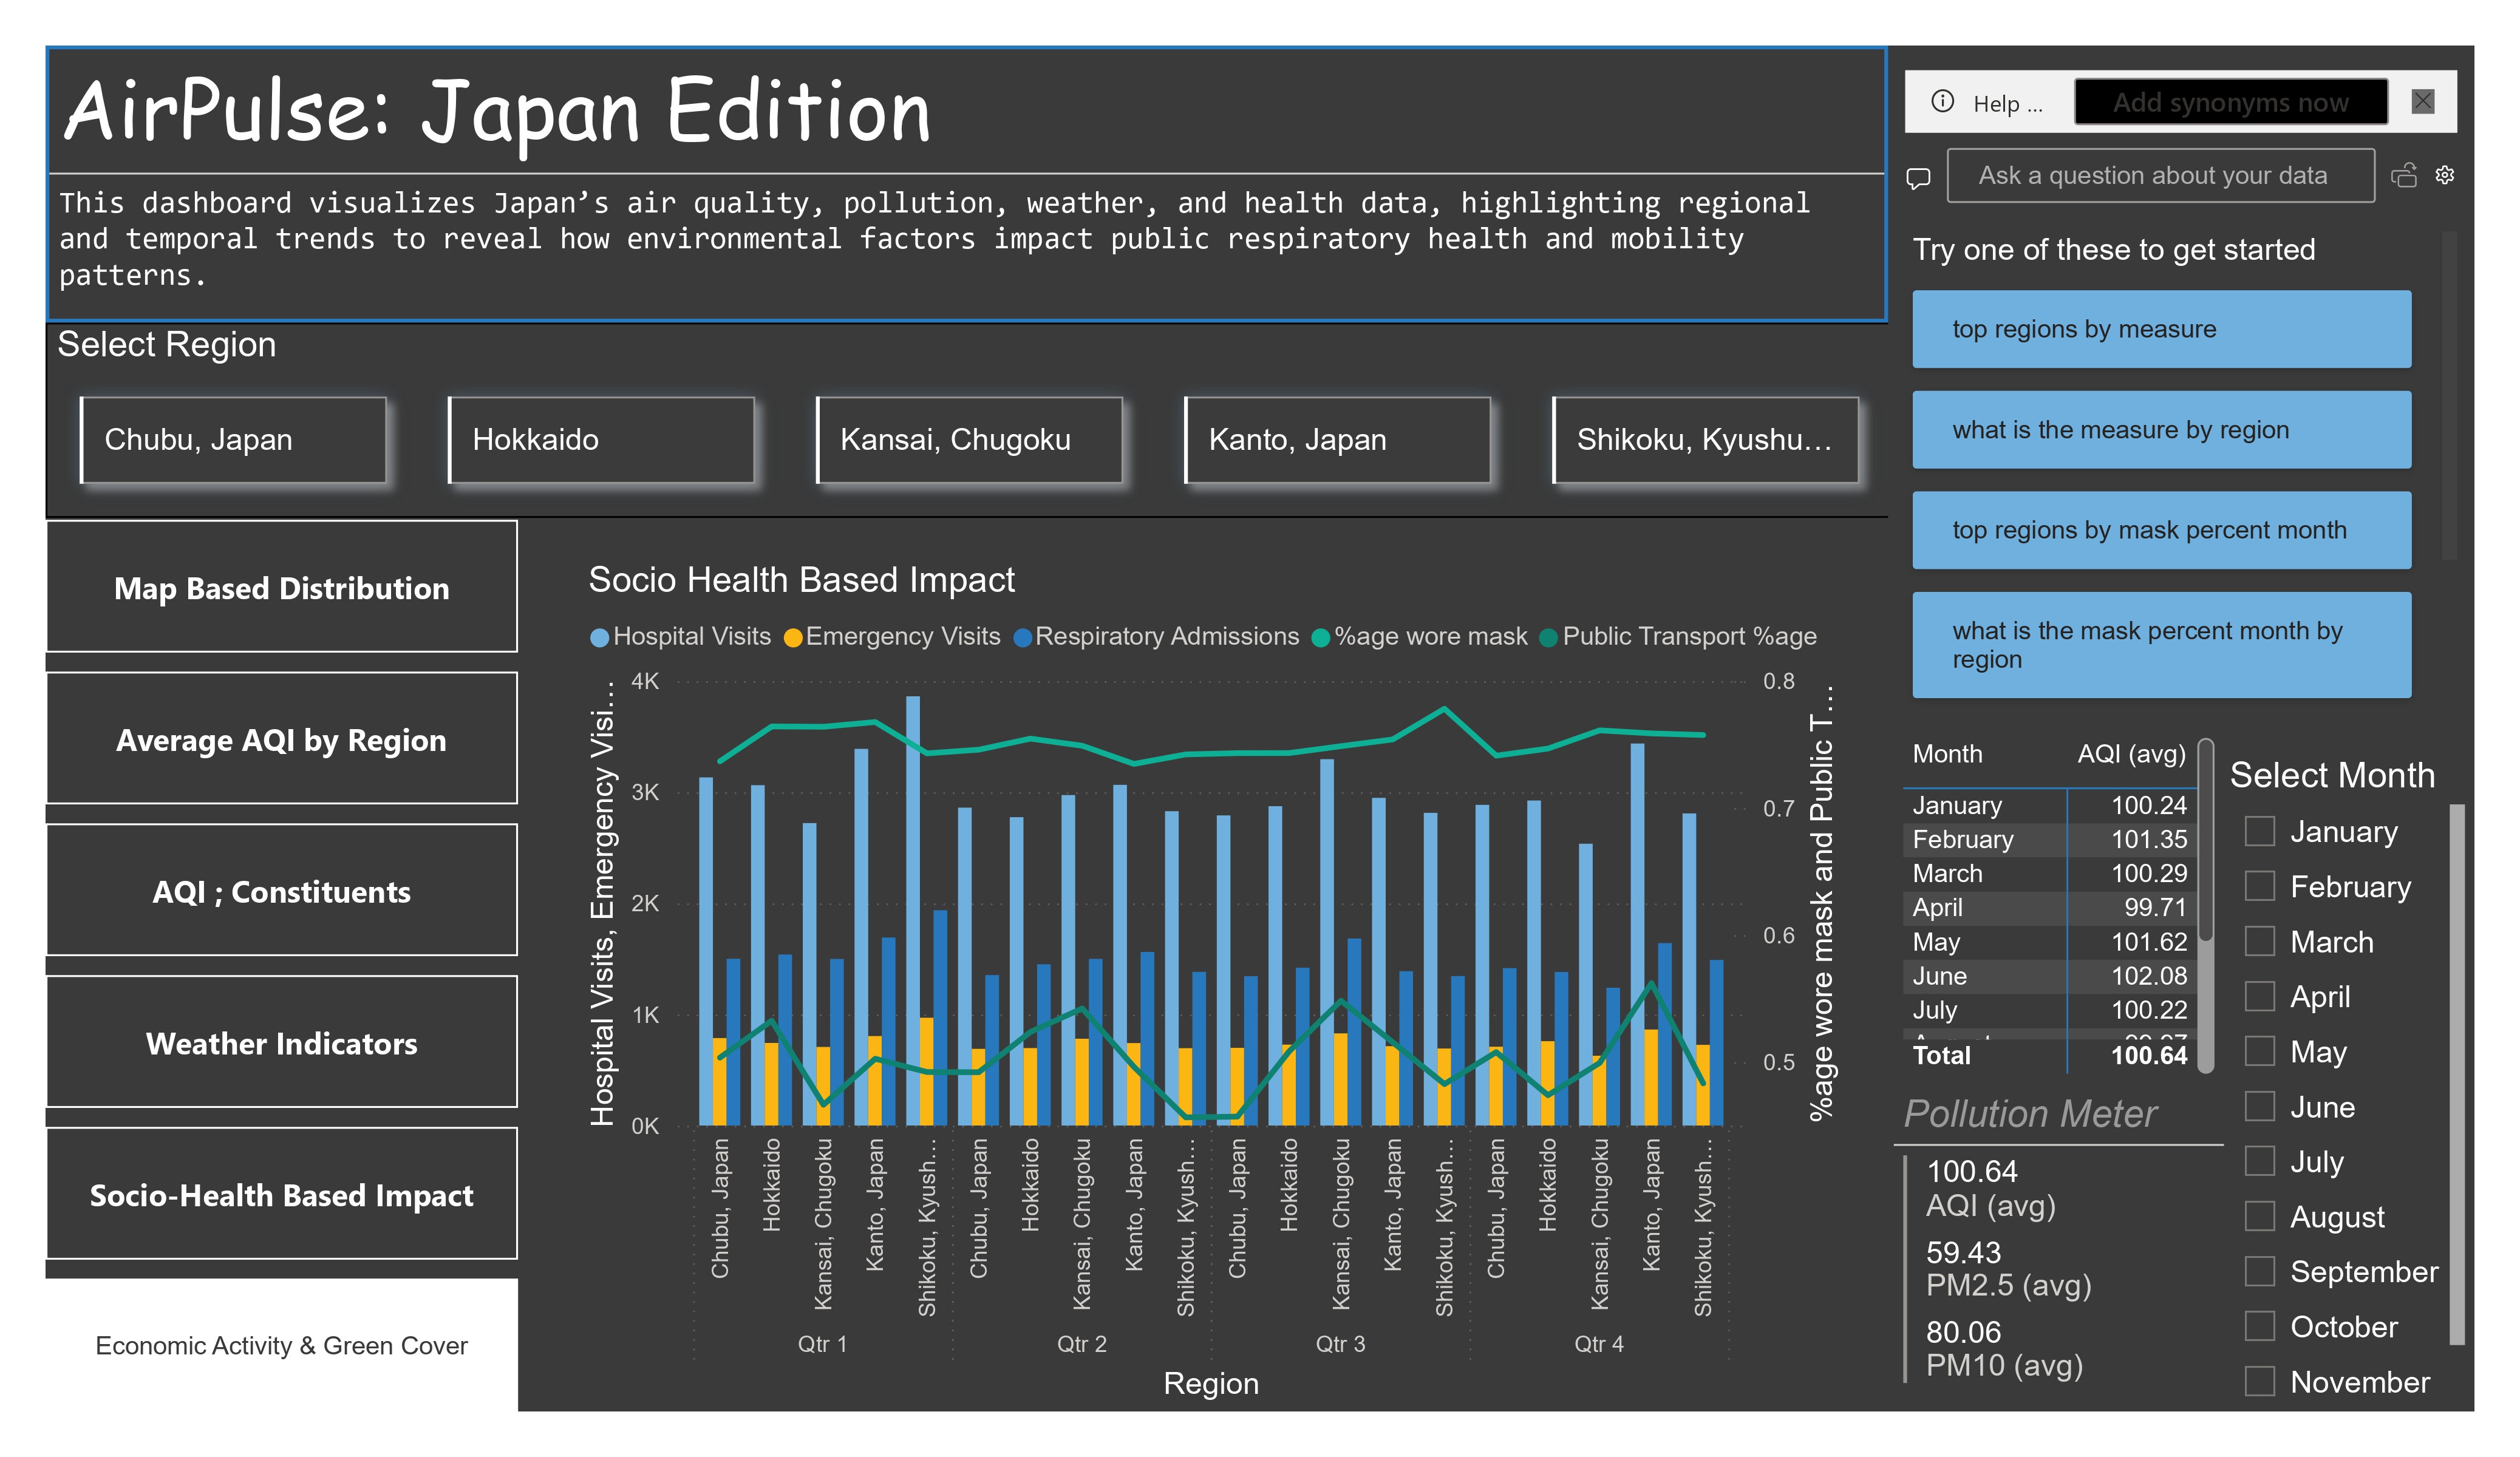 AirPulse: Japan Edition
This dashboard visualizes Japan’s air quality, pollution, weather, and health data, highlighting regional
and temporal trends to reveal how environmental factors impact public respiratory health and mobility
patterns.
Select Region
Chubu, Japan
Hokkaido
Kansai, Chugoku
Kanto, Japan
Shikoku, Kyushu…
Map Based Distribution
Average AQI by Region
AQI ; Constituents
Weather Indicators
Socio-Health Based Impact
Economic Activity & Green Cover
Socio Health Based Impact
Hospital Visits Emergency Visits Respiratory Admissions %age wore mask Public Transport %age
Hospital Visits, Emergency Visi…
4K
3K
2K
1K
0K
0.8
0.7
0.6
0.5
%age wore mask and Public T…
Chubu, Japan
Hokkaido
Kansai, Chugoku
Kanto, Japan
Shikoku, Kyush…
Chubu, Japan
Hokkaido
Kansai, Chugoku
Kanto, Japan
Shikoku, Kyush…
Chubu, Japan
Hokkaido
Kansai, Chugoku
Kanto, Japan
Shikoku, Kyush…
Chubu, Japan
Hokkaido
Kansai, Chugoku
Kanto, Japan
Shikoku, Kyush…
Qtr 1 Qtr 2 Qtr 3 Qtr 4
Region
Help ... Add synonyms now
Ask a question about your data
Try one of these to get started
top regions by measure
what is the measure by region
top regions by mask percent month
what is the mask percent month by
region
Month AQI (avg)
January 100.24
February 101.35
March 100.29
April 99.71
May 101.62
June 102.08
July 100.22
Total 100.64
Pollution Meter
100.64
AQI (avg)
59.43
PM2.5 (avg)
80.06
PM10 (avg)
Select Month
January
February
March
April
May
June
July
August
September
October
November